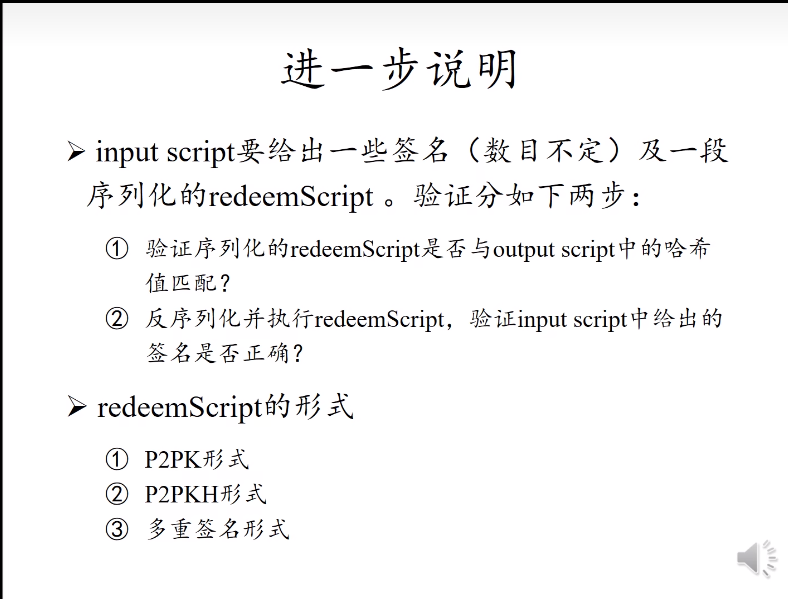 进一步说明
➢ input script要给出一些签名（数目不定）及一段
序列化的redeemScript 。验证分如下两步：
① 验证序列化的redeemScript是否与output script中的哈希
值匹配？
② 反序列化并执行redeemScript，验证input script中给出的
签名是否正确？
➢ redeemScript的形式
① P2PK形式
② P2PKH形式
③ 多重签名形式